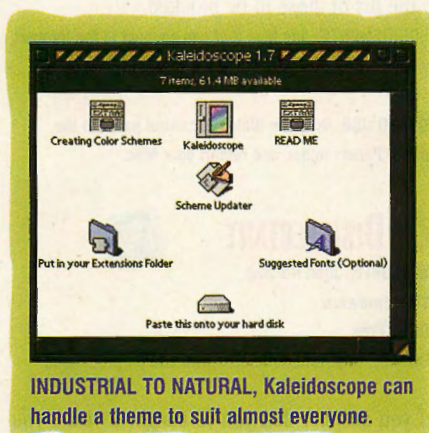 Kaleidoscope 1.7
7 items, 61.4 MB available
Creating Color Schemes
Kaleidoscope
READ ME
Scheme Updater
Put in your Extensions Folder
Suggested Fonts (Optional)
Paste this onto your hard disk
INDUSTRIAL TO NATURAL, Kaleidoscope can
handle a theme to suit almost everyone.